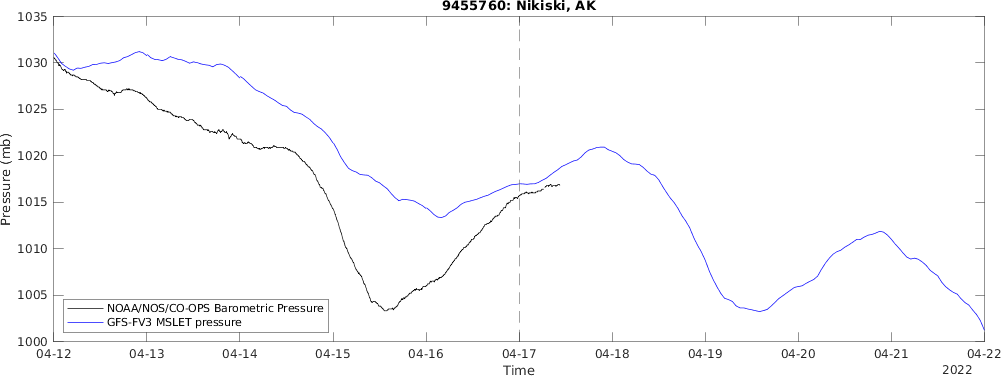 9455760: Nikiski, AK
1035
1030
1025
1020
1015
1010
1005
1000
Pressure (mb)
NOAA/NOS/CO-OPS Barometric Pressure
GFS-FV3 MSLET pressure
04-12 04-13 04-14 04-15 04-16 04-17 04-18 04-19 04-20 04-21 04-22
Time
2022